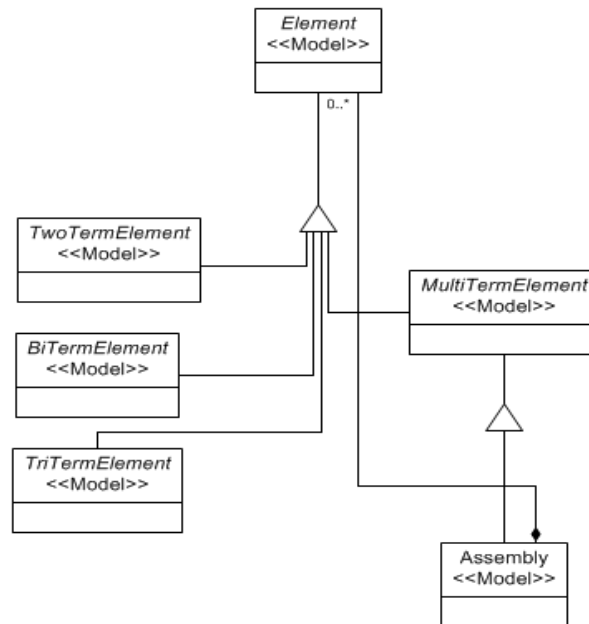 Element
<<Model>>
0..*
TwoTermElement
<<Model>>
MultiTermElement
<<Model>>
BiTermElement
<<Model>>
TriTermElement
<<Model>>
Assembly
<<Model>>